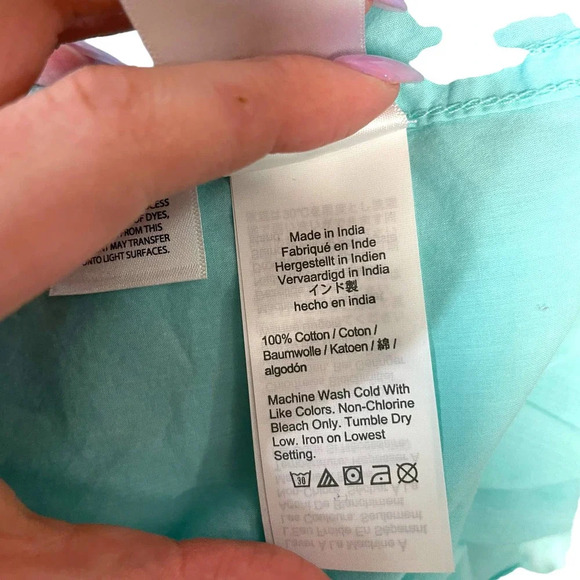 OF DYES,
MAY TRANSFER
ONTO LIGHT SURFACES.
Made in India
Fabriqué en Inde
Hergestellt in Indien
Vervaardigd in India
インド製
hecho en india
100% Cotton / Coton /
Baumwolle / Katoen / 綿 /
algodón
Machine Wash Cold With
Like Colors. Non-Chlorine
Bleach Only. Tumble Dry
Low. Iron on Lowest
Setting.
30